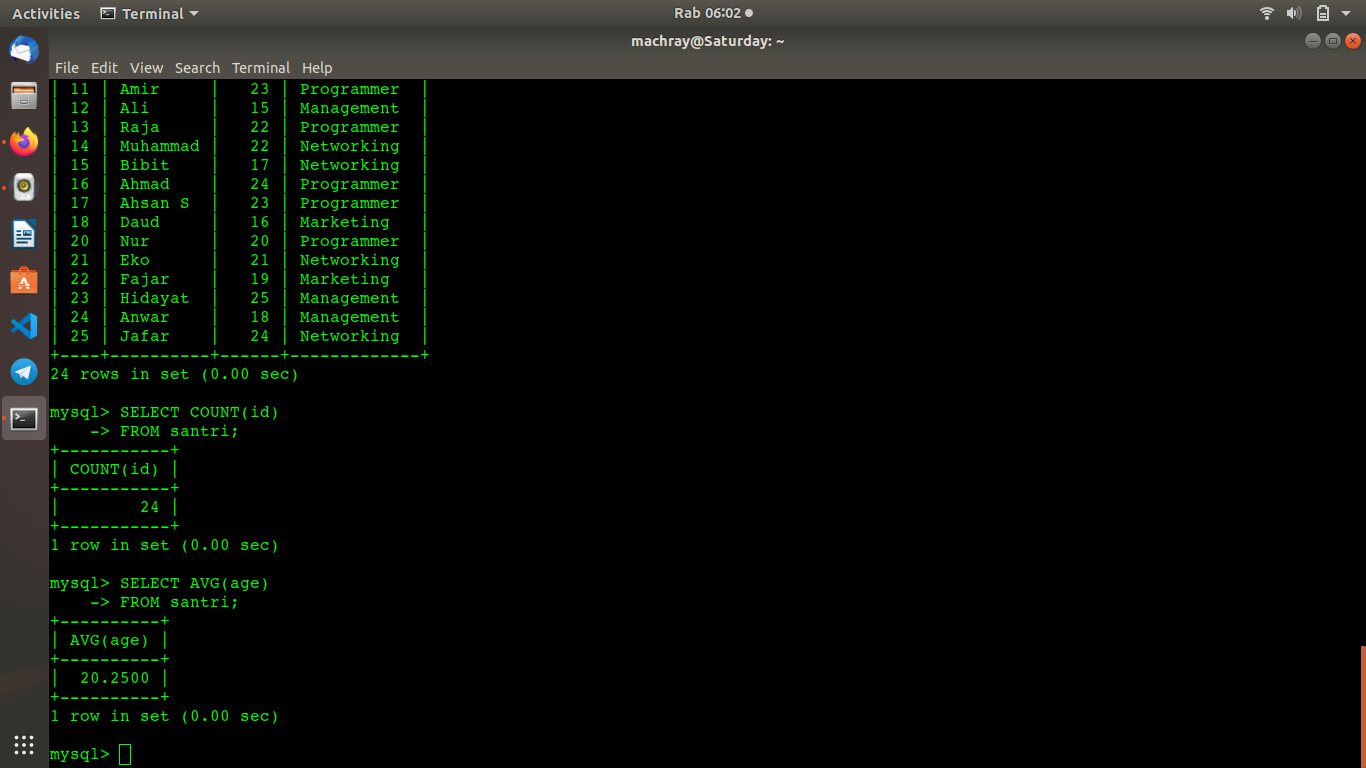 Activities Terminal Rab 06:02
machray@Saturday: ~
File Edit View Search Terminal Help
| 11 | Amir     |   23 | Programmer  |
| 12 | Ali      |   15 | Management  |
| 13 | Raja     |   22 | Programmer  |
| 14 | Muhammad |   22 | Networking  |
| 15 | Bibit    |   17 | Networking  |
| 16 | Ahmad    |   24 | Programmer  |
| 17 | Ahsan S  |   23 | Programmer  |
| 18 | Daud     |   16 | Marketing   |
| 20 | Nur      |   20 | Programmer  |
| 21 | Eko      |   21 | Networking  |
| 22 | Fajar    |   19 | Marketing   |
| 23 | Hidayat  |   25 | Management  |
| 24 | Anwar    |   18 | Management  |
| 25 | Jafar    |   24 | Networking  |
+----+----------+------+-------------+
24 rows in set (0.00 sec)
mysql> SELECT COUNT(id)
    -> FROM santri;
+-----------+
| COUNT(id) |
+-----------+
|        24 |
+-----------+
1 row in set (0.00 sec)
mysql> SELECT AVG(age)
    -> FROM santri;
+----------+
| AVG(age) |
+----------+
|  20.2500 |
+----------+
1 row in set (0.00 sec)
mysql>